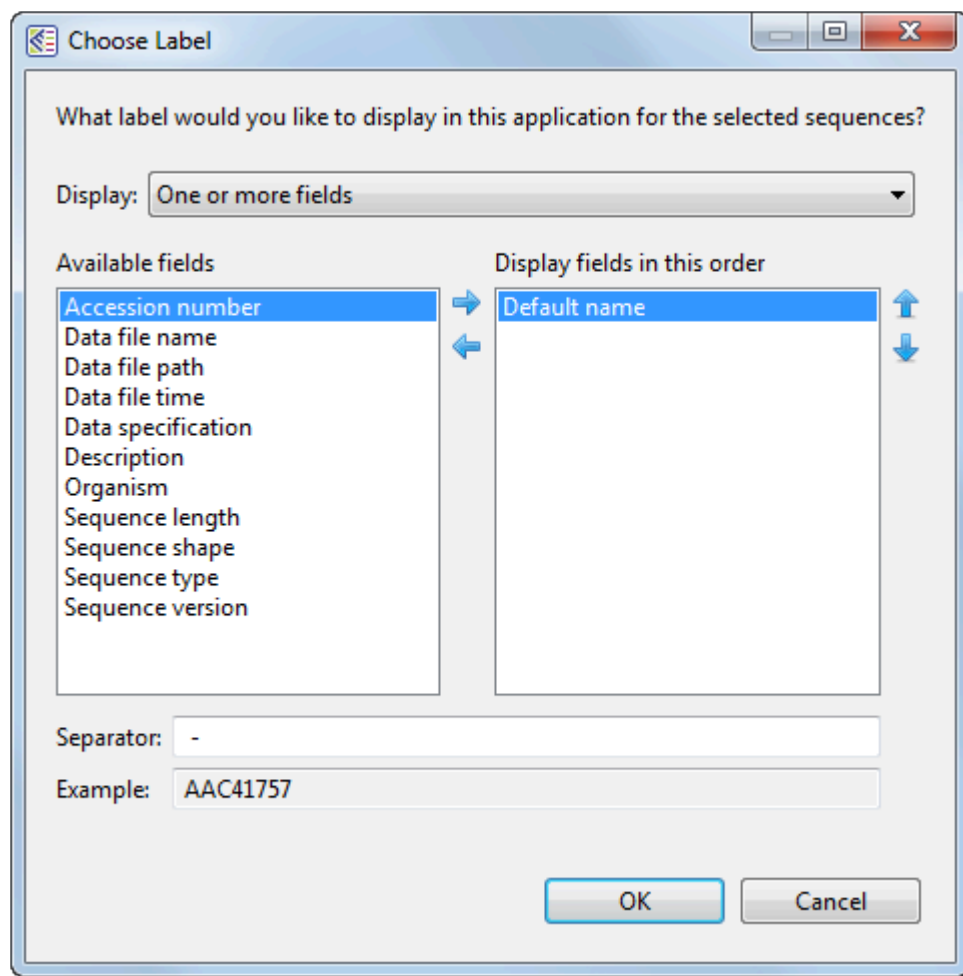 Choose Label
What label would you like to display in this application for the selected sequences?
Display: One or more fields
Available fields
Display fields in this order
Accession number
Data file name
Data file path
Data file time
Data specification
Description
Organism
Sequence length
Sequence shape
Sequence type
Sequence version
Default name
Separator: -
Example: AAC41757
OK
Cancel